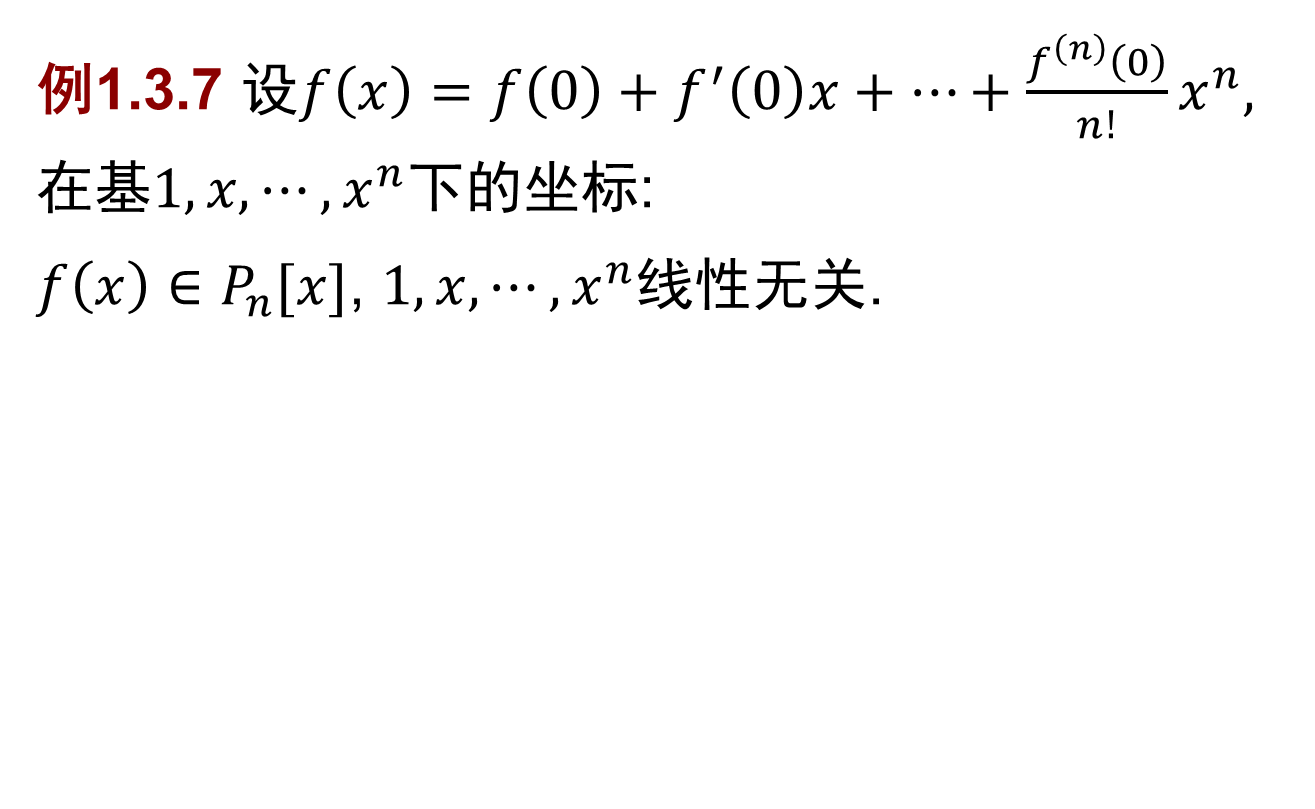 例1.3.7 设f(x) = f(0) + f′(0)x + ⋯ + \frac{f^{(n)}(0)}{n!} x^n,
在基1, x, ⋯ , x^n下的坐标:
f(x) ∈ P_n[x], 1, x, ⋯ , x^n线性无关.